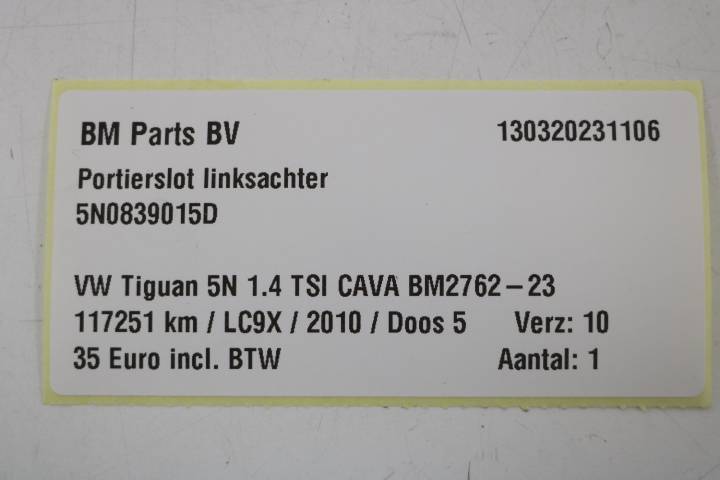 BM Parts BV 130320231106
Portierslot linksachter
5N0839015D
VW Tiguan 5N 1.4 TSI CAVA BM2762-23
117251 km / LC9X / 2010 / Doos 5 Verz: 10
35 Euro incl. BTW Aantal: 1